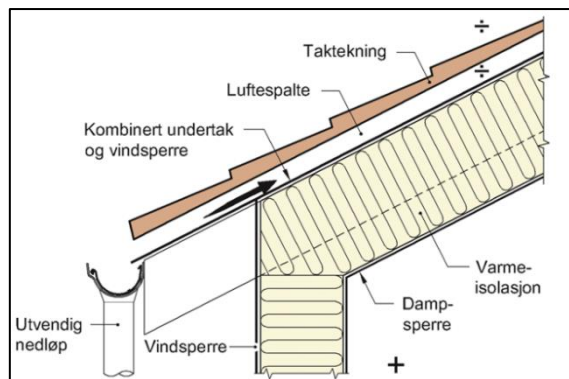 ÷
Taktekning
÷
Luftespalte
Kombinert undertak
og vindsperre
Varme-
isolasjon
Damp-
sperre
Utvendig
nedløp
Vindsperre
+